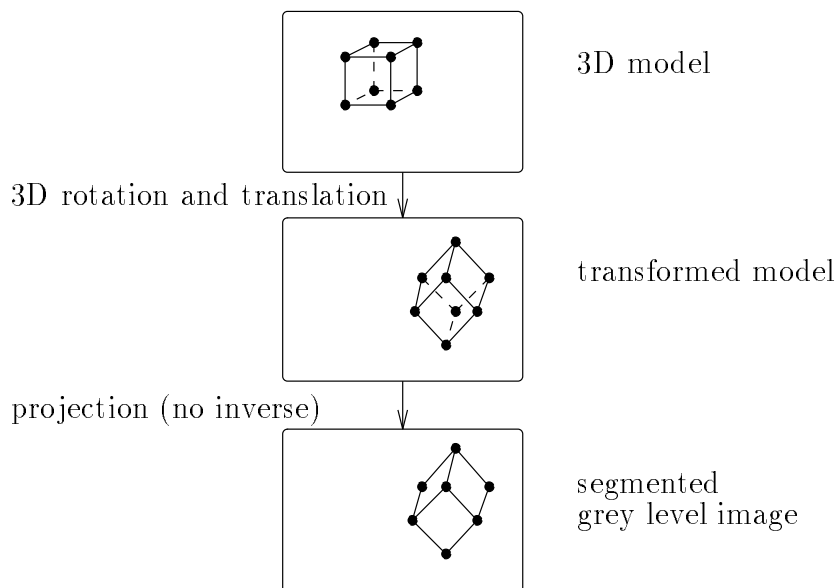 3D model
3D rotation and translation
transformed model
projection (no inverse)
segmented
grey level image